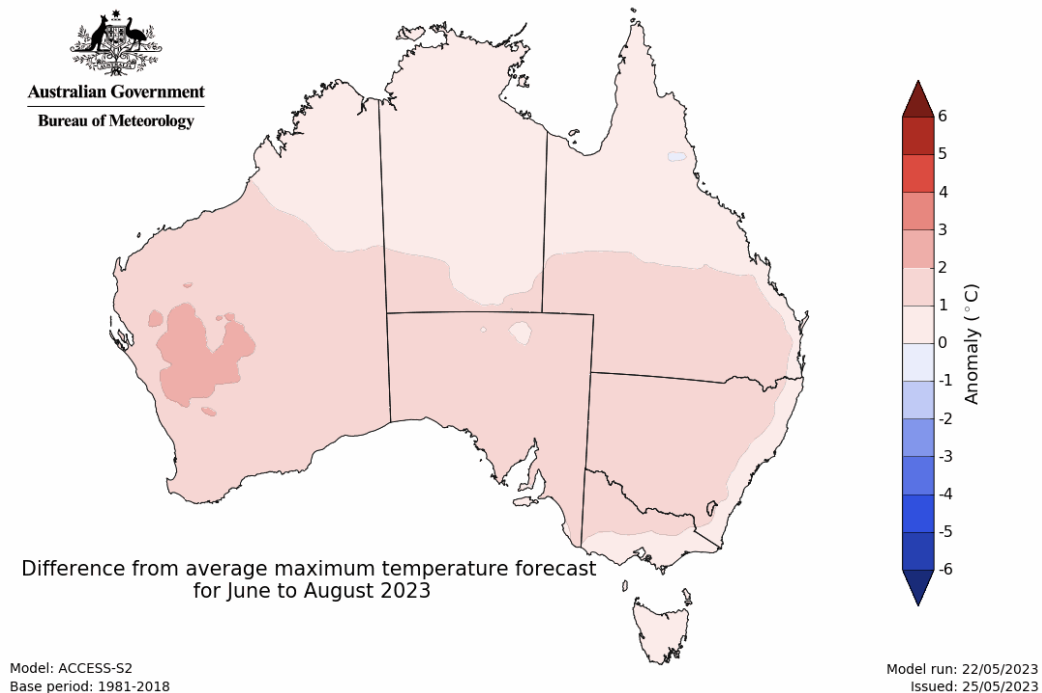 Australian Government
Bureau of Meteorology
6
5
4
3
2
1
0
-1
-2
-3
-4
-5
-6
Anomaly (°C)
Difference from average maximum temperature forecast
for June to August 2023
Model: ACCESS-S2
Base period: 1981-2018
Model run: 22/05/2023
Issued: 25/05/2023